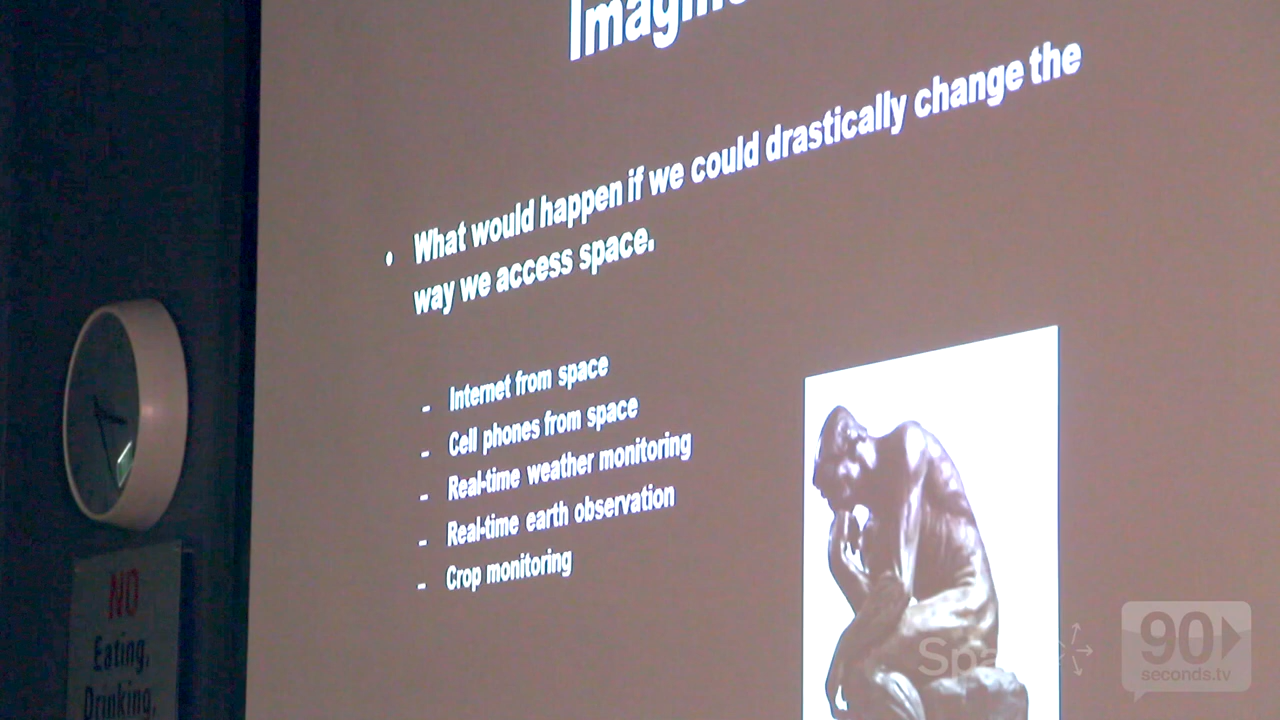 What would happen if we could drastically change the
way we access space.
- Internet from space
- Cell phones from space
- Real-time weather monitoring
- Real-time earth observation
- Crop monitoring
NO
Eating,
Drinking,
90
seconds.tv